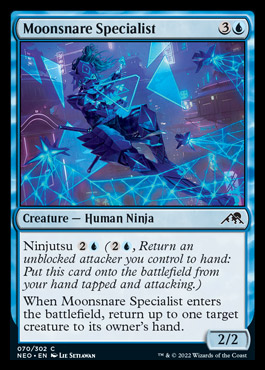 Moonsnare Specialist 3
Creature — Human Ninja
Ninjutsu 2 (2, Return an
unblocked attacker you control to hand:
Put this card onto the battlefield from
your hand tapped and attacking.)
When Moonsnare Specialist enters
the battlefield, return up to one target
creature to its owner's hand.
2/2
070/302 C
NEO • EN Lie Setiawan
™ & © 2022 Wizards of the Coast